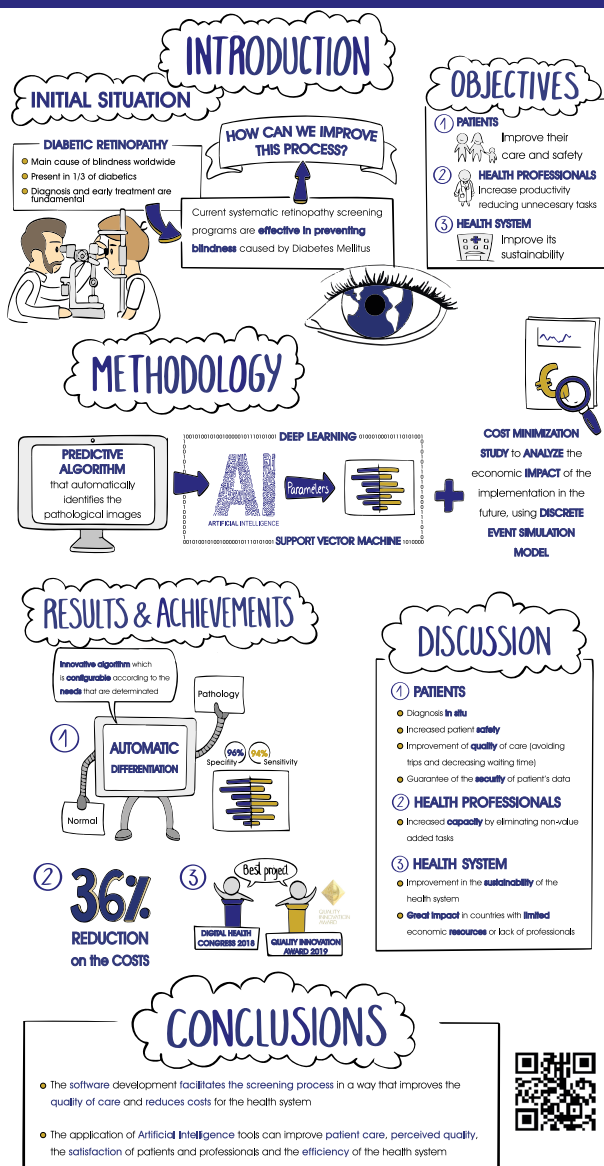 INTRODUCTION
INITIAL SITUATION
DIABETIC RETINOPATHY
Main cause of blindness worldwide
Present in 1/3 of diabetics
Diagnosis and early treatment are
fundamental
HOW CAN WE IMPROVE
THIS PROCESS?
Current systematic retinopathy screening
programs are effective in preventing
blindness caused by Diabetes Mellitus
OBJECTIVES
1 PATIENTS
Improve their
care and safety
2 HEALTH PROFESSIONALS
Increase productivity
reducing unnecesary tasks
3 HEALTH SYSTEM
Improve its
sustainability
METHODOLOGY
PREDICTIVE
ALGORITHM
that automatically
identifies the
pathological images
DEEP LEARNING
AI
ARTIFICIAL INTELLIGENCE
Parameters
SUPPORT VECTOR MACHINE
€
COST MINIMIZATION
STUDY to ANALYZE the
economic IMPACT of the
implementation in the
future, using DISCRETE
EVENT SIMULATION
MODEL
RESULTS & ACHIEVEMENTS
Innovative algorithm which
is configurable according to the
needs that are determinated
Pathology
1
AUTOMATIC
DIFFERENTIATION
Normal
96% 94%
Specifity Sensitivity
2 36%
REDUCTION
on the COSTS
3
Best project
DIGITAL HEALTH
CONGRESS 2018
QUALITY INNOVATION
AWARD 2019
QUALITY
INNOVATION
AWARD
DISCUSSION
1 PATIENTS
Diagnosis in situ
Increased patient safety
Improvement of quality of care (avoiding
trips and decreasing waiting time)
Guarantee of the security of patient's data
2 HEALTH PROFESSIONALS
Increased capacity by eliminating non-value
added tasks
3 HEALTH SYSTEM
Improvement in the sustainability of the
health system
Great impact in countries with limited
economic resources or lack of professionals
CONCLUSIONS
The software development facilitates the screening process in a way that improves the
quality of care and reduces costs for the health system
The application of Artificial Intelligence tools can improve patient care, perceived quality,
the satisfaction of patients and professionals and the efficiency of the health system